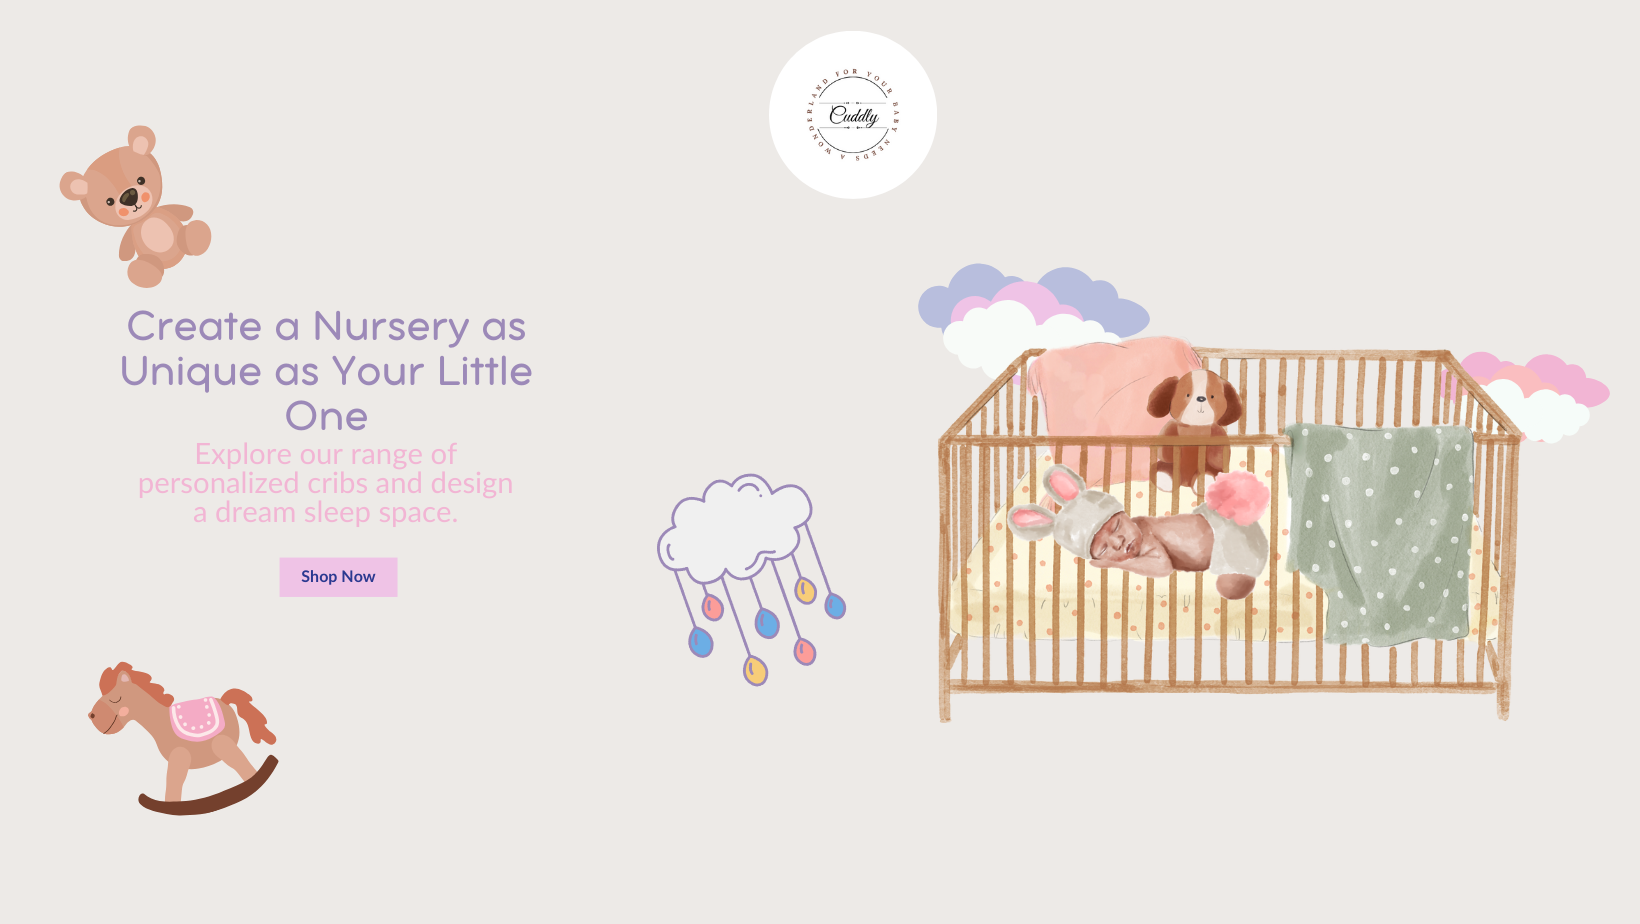 A WONDERLAND FOR YOUR BABY NEEDS
Cuddly
Create a Nursery as
Unique as Your Little
One
Explore our range of
personalized cribs and design
a dream sleep space.
Shop Now